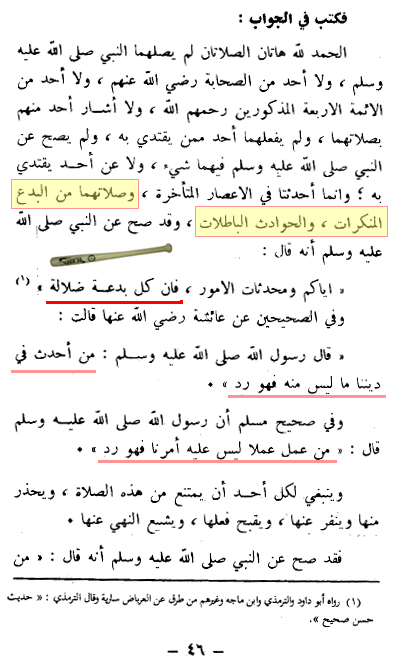 فكتب في الجواب :
الحمد لله هاتان الصلاتان لم يصلهما النبي صلى الله عليه
وسلم ، ولا أحد من الصحابة رضي الله عنهم ، ولا أحد من
الائمة الاربعة المذكورين رحمهم الله ، ولا أشار أحد منهم
بصلاتهما ، ولم يفعلهما أحد ممن يقتدي به ، ولم يصح عن
النبي صلى الله عليه وسلم فيهما شيء ، ولا عن أحد يقتدي
به ؛ وانما أحدثتا في الاعصار المتأخرة ، وصلاتهما من البدع
المنكرات ، والحوادث الباطلات ، وقد صح عن النبي صلى الله
عليه وسلم أنه قال :
« اياكم ومحدثات الامور ، فان كل بدعة ضلالة » (١)
وفي الصحيحين عن عائشة رضي الله عنها قالت :
« قال رسول الله صلى الله عليه وسلم : من أحدث في
ديننا ما ليس منه فهو رد » •
وفي صحيح مسلم أن رسول الله صلى الله عليه وسلم
قال : « من عمل عملا ليس عليه أمرنا فهو رد » •
وينبغي لكل أحد أن يمتنع من هذه الصلاة ، ويحذر
منها وينفر عنها ، ويقبح فعلها ، ويشيع النهي عنها •
فقد صح عن النبي صلى الله عليه وسلم أنه قال : « من
(١) رواه أبو داود والترمذي وابن ماجه وغيرهم من طرق عن العرباض سارية وقال الترمذي : « حديث
حسن صحيح ».
— ٤٦ —